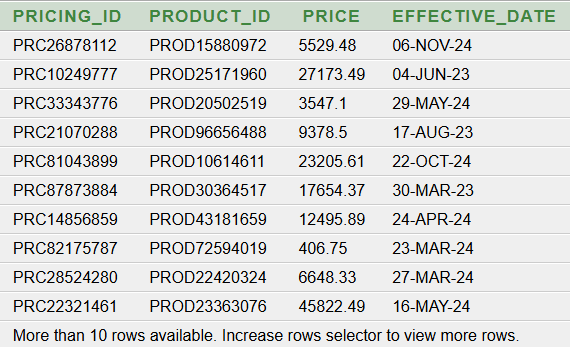 PRICING_ID PRODUCT_ID PRICE EFFECTIVE_DATE
PRC26878112 PROD15880972 5529.48 06-NOV-24
PRC10249777 PROD25171960 27173.49 04-JUN-23
PRC33343776 PROD20502519 3547.1 29-MAY-24
PRC21070288 PROD96656488 9378.5 17-AUG-23
PRC81043899 PROD10614611 23205.61 22-OCT-24
PRC87873884 PROD30364517 17654.37 30-MAR-23
PRC14856859 PROD43181659 12495.89 24-APR-24
PRC82175787 PROD72594019 406.75 23-MAR-24
PRC28524280 PROD22420324 6648.33 27-MAR-24
PRC22321461 PROD23363076 45822.49 16-MAY-24
More than 10 rows available. Increase rows selector to view more rows.